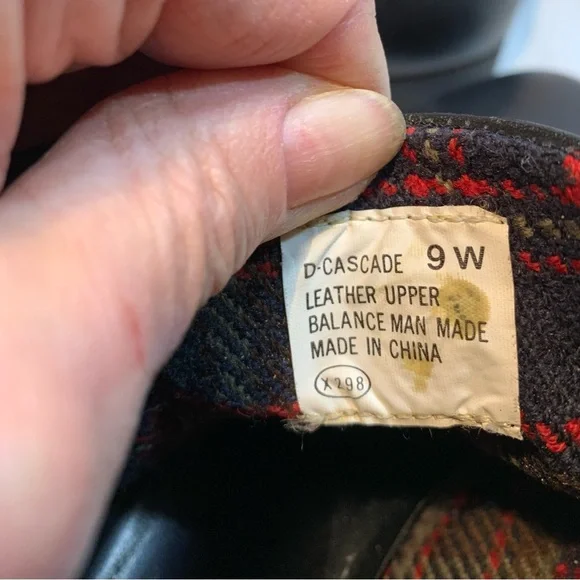 D-CASCADE 9 W
LEATHER UPPER
BALANCE MAN MADE
MADE IN CHINA
X298